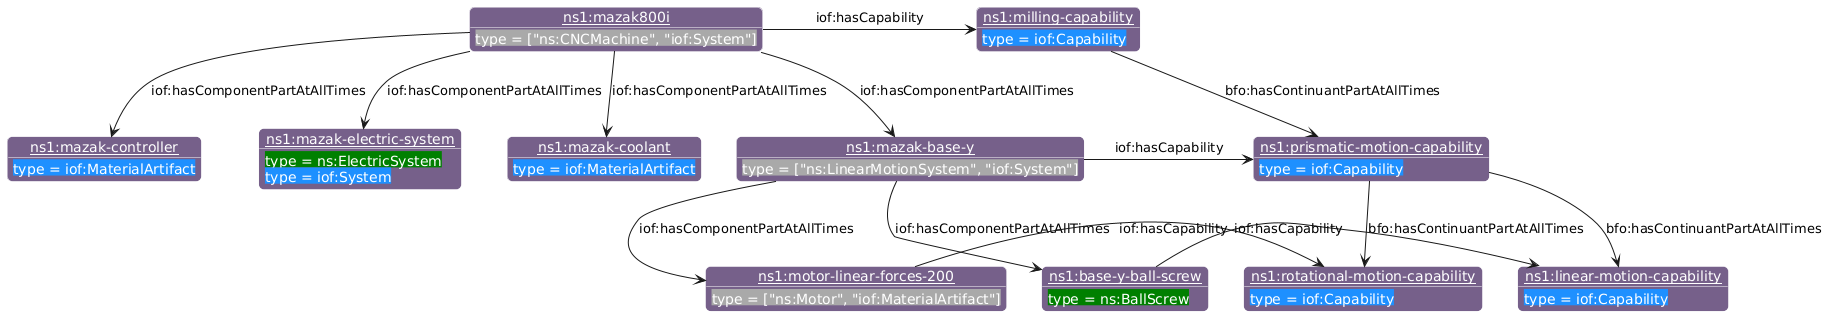 ns1:mazak800i
type = ["ns:CNCMachine", "iof:System"]
iof:hasCapability
ns1:milling-capability
type = iof:Capability
iof:hasComponentPartAtAllTimes
iof:hasComponentPartAtAllTimes
iof:hasComponentPartAtAllTimes
iof:hasComponentPartAtAllTimes
bfo:hasContinuantPartAtAllTimes
ns1:mazak-controller
type = iof:MaterialArtifact
ns1:mazak-electric-system
type = ns:ElectricSystem
type = iof:System
ns1:mazak-coolant
type = iof:MaterialArtifact
ns1:mazak-base-y
type = ["ns:LinearMotionSystem", "iof:System"]
iof:hasCapability
ns1:prismatic-motion-capability
type = iof:Capability
iof:hasComponentPartAtAllTimes
iof:hasComponentPartAtAllTimes
iof:hasCapability
iof:hasCapability
bfo:hasContinuantPartAtAllTimes
bfo:hasContinuantPartAtAllTimes
ns1:motor-linear-forces-200
type = ["ns:Motor", "iof:MaterialArtifact"]
ns1:base-y-ball-screw
type = ns:BallScrew
ns1:rotational-motion-capability
type = iof:Capability
ns1:linear-motion-capability
type = iof:Capability